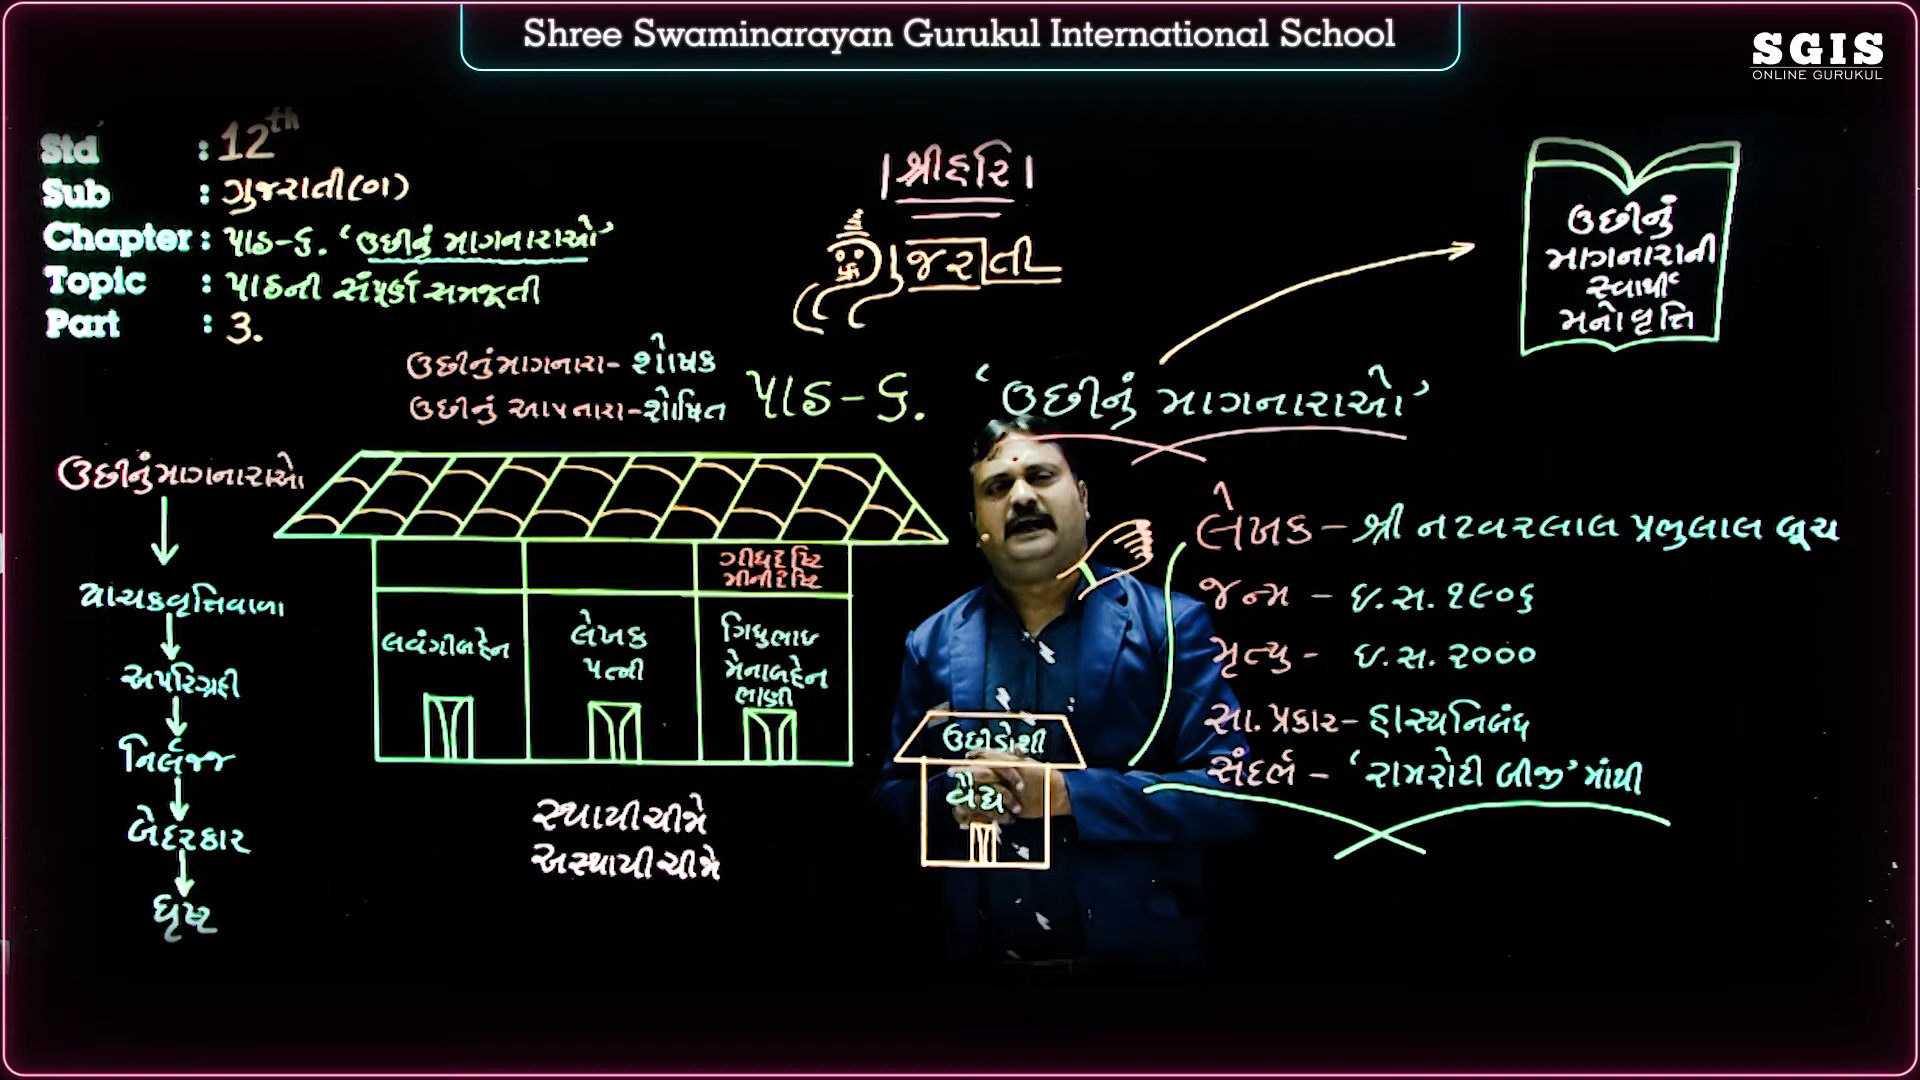 Shree Swaminarayan Gurukul International School
SGIS
ONLINE GURUKUL
Std : 12th
Sub : ગુજરાતી(૦૧)
Chapter : પાઠ-૬. ‘ઉછીનું માગનારાઓ’
Topic : પાઠની સંપૂર્ણ સમજૂતી
Part : 3.
|શ્રીહરિ|
ગુજરાતી
ઉછીનું
માગનારાની
સ્વાર્થી
મનોવૃત્તિ
ઉછીનું માગનારા- શોષક
ઉછીનું આપનારા-શોષિત
પાઠ-૬. ‘ઉછીનું માગનારાઓ’
ઉછીનું માગનારાઓ
યાચકવૃત્તિવાળા
અપરિગ્રહી
નિર્લજ્જ
બેદરકાર
ધૃષ્ટ
ગીધદૃષ્ટિ
મીનીદૃષ્ટિ
લવંગીબહેન
લેખક
પત્ની
ગિધુભાઇ
મેનાબહેન
ભાણી
સ્થાયી ચીજો
અસ્થાયી ચીજો
ઉછીડોશી
વૈદ્ય
લેખક - શ્રી નટવરલાલ પ્રભુલાલ બૂચ
જન્મ - ઇ.સ. ૧૯૦૬
મૃત્યુ - ઇ.સ. ૨૦૦૦
સા. પ્રકાર- હાસ્યનિબંધ
સંદર્ભ - ‘રામરોટી બીજી’ માંથી